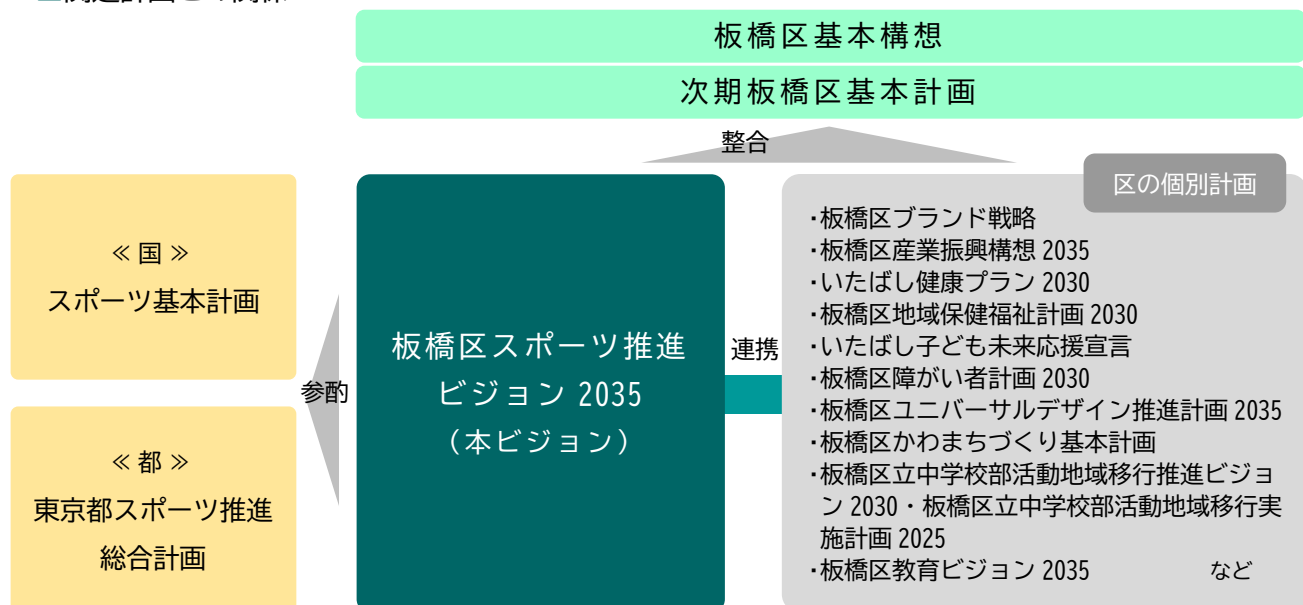 板橋区基本構想
次期板橋区基本計画
整合
≪ 国 ≫
スポーツ基本計画
≪ 都 ≫
東京都スポーツ推進
総合計画
参酌
板橋区スポーツ推進
ビジョン 2035
（本ビジョン）
連携
区の個別計画
・板橋区ブランド戦略
・板橋区産業振興構想 2035
・いたばし健康プラン 2030
・板橋区地域保健福祉計画 2030
・いたばし子ども未来応援宣言
・板橋区障がい者計画 2030
・板橋区ユニバーサルデザイン推進計画 2035
・板橋区かわまちづくり基本計画
・板橋区立中学校部活動地域移行推進ビジョ
ン 2030・板橋区立中学校部活動地域移行実
施計画 2025
・板橋区教育ビジョン 2035 など